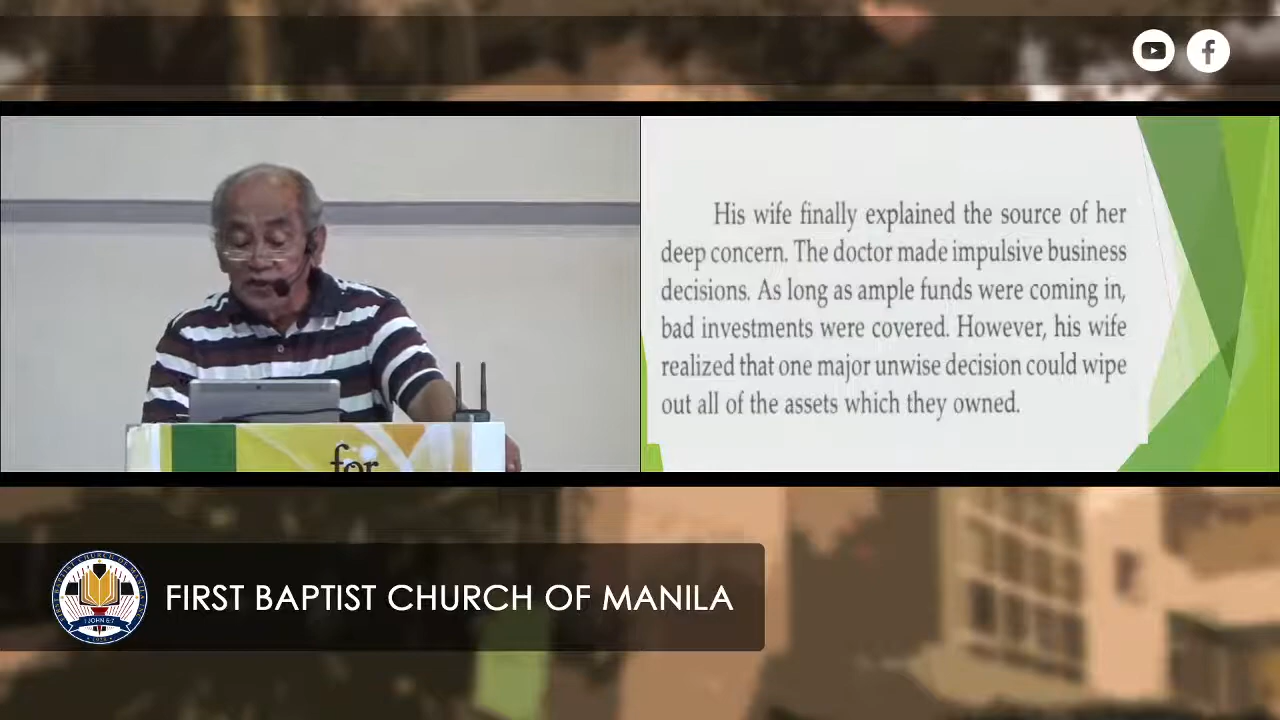 His wife finally explained the source of her
deep concern. The doctor made impulsive business
decisions. As long as ample funds were coming in,
bad investments were covered. However, his wife
realized that one major unwise decision could wipe
out all of the assets which they owned.
for
FIRST BAPTIST CHURCH OF MANILA